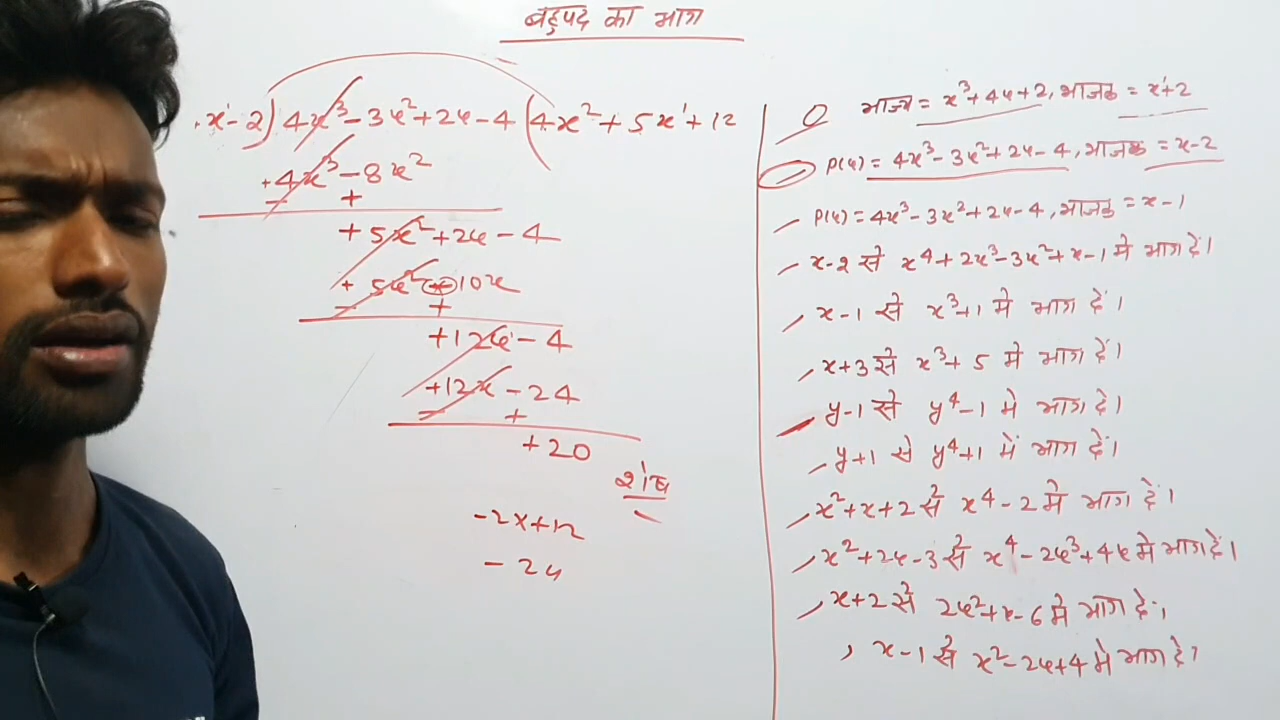 बहुपद का भाग
x-2) 4x³-3x²+2x-4 (4x²+5x+12
+4x³-8x²
-    +
+5x²+2x-4
+5x²-10x
-    +
+12x-4
+12x-24
-    +
+20
शेष
-2x+12
-24
भाज्य = x³+4x+2, भाजक = x+2
P(x) = 4x³-3x²+2x-4, भाजक = x-2
P(x) = 4x³-3x²+2x-4, भाजक = x-1
x-2 से x⁴+2x³-3x²+x-1 मे भाग दें।
x-1 से x³+1 मे भाग दें।
x+3 से x³+5 मे भाग दें।
y-1 से y⁴-1 मे भाग दें।
y+1 से y⁴+1 में भाग दें।
x²+x+2 से x⁴-2 मे भाग दें।
x²+2x-3 से x⁴-2x³+4x मे भाग दें।
x+2 से 2x²+x-6 मे भाग दें।
x-1 से x²-2x+4 मे भाग दें।